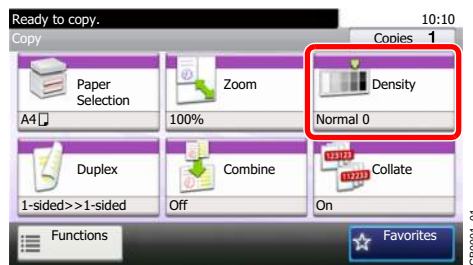 Ready to copy. 10:10
Copy Copies 1
Paper Selection Zoom Density
A4 100% Normal 0
Duplex Combine 123123 112233 Collate
1-sided>>1-sided Off On
Functions Favorites